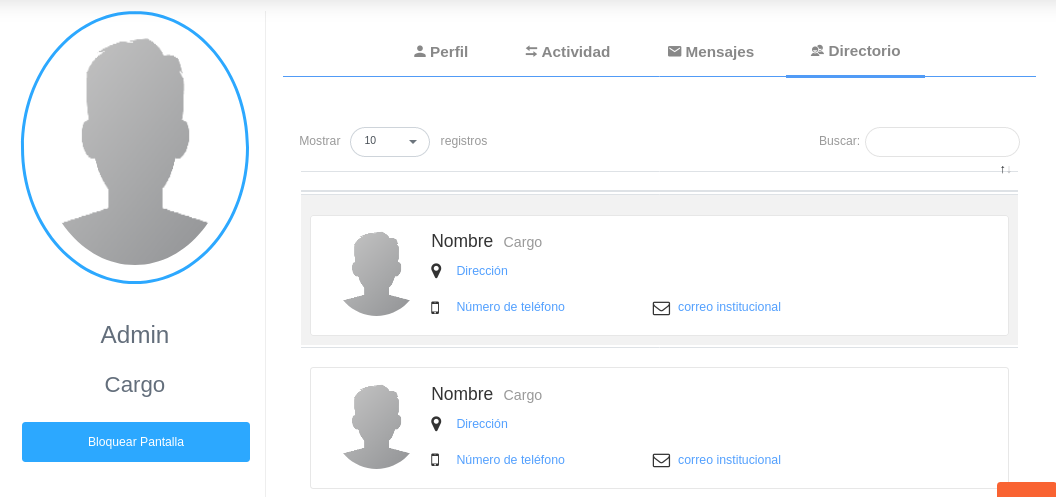 Perfil Actividad Mensajes Directorio
Mostrar 10 registros Buscar:
Nombre Cargo
Dirección
Número de teléfono correo institucional
Admin
Cargo
Bloquear Pantalla
Nombre Cargo
Dirección
Número de teléfono correo institucional